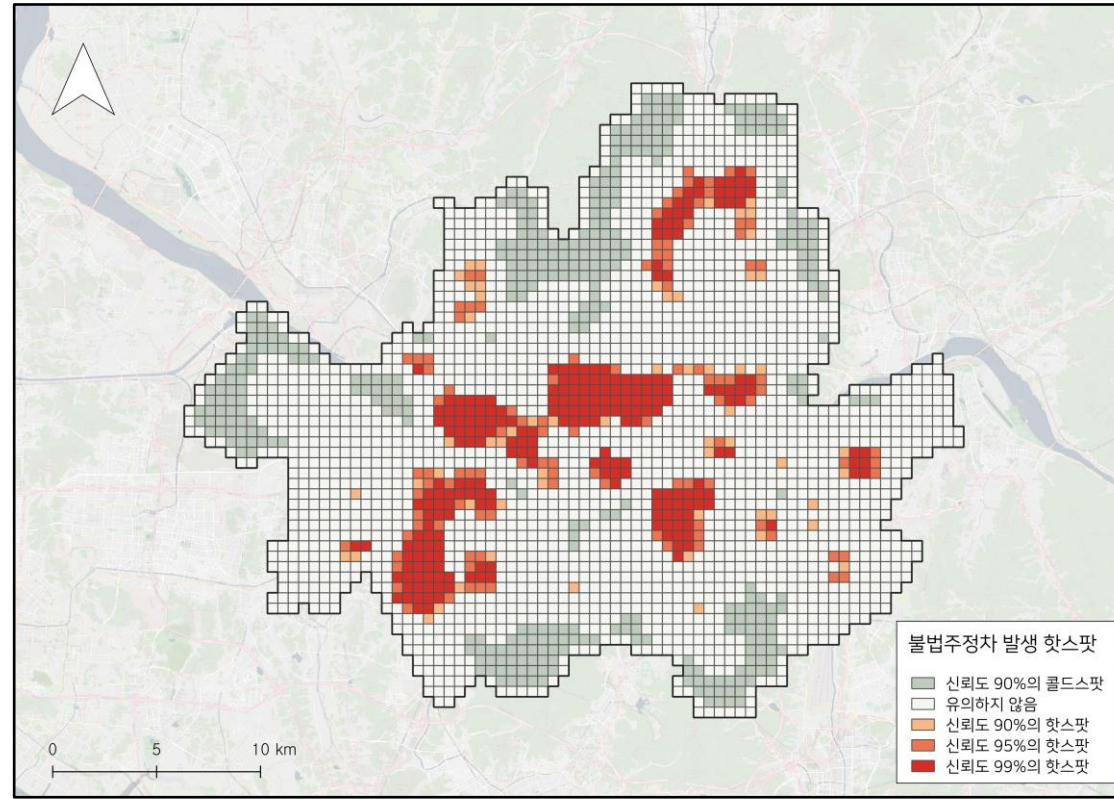 불법주정차 발생 핫스팟
신뢰도 90%의 콜드스팟
유의하지 않음
신뢰도 90%의 핫스팟
신뢰도 95%의 핫스팟
신뢰도 99%의 핫스팟
0 5 10 km